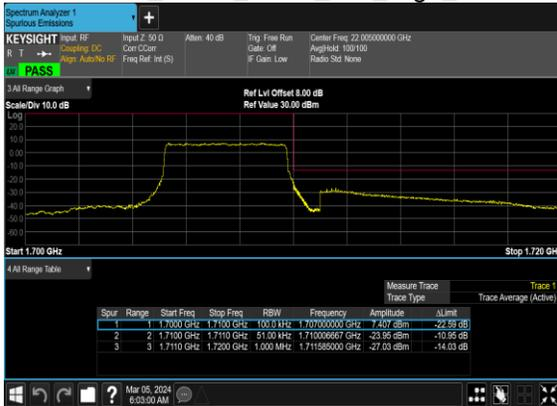 Spectrum Analyzer 1
Spurious Emissions
+
KEYSIGHT Input: RF Input Z: 50 Ω Atten: 40 dB Trig: Free Run Center Freq: 22.005000000 GHz
R T Coupling: DC Corr CCorr Gate: Off Avg|Hold: 100/100
Align: Auto/No RF Freq Ref: Int (S) IF Gain: Low Radio Std: None
PASS
3 All Range Graph
Ref Lvl Offset 8.00 dB
Scale/Div 10.0 dB Ref Value 30.00 dBm
Log
20.0
10.0
0.00
-10.0
-20.0
-30.0
-40.0
-50.0
-60.0
Start 1.700 GHz Stop 1.720 GH
4 All Range Table
Measure Trace Trace 1
Trace Type Trace Average (Active)
Spur Range Start Freq Stop Freq RBW Frequency Amplitude ΔLimit
1 1 1.7000 GHz 1.7100 GHz 100.0 kHz 1.707000000 GHz 7.407 dBm -22.59 dB
2 2 1.7100 GHz 1.7110 GHz 51.00 kHz 1.710006667 GHz -23.95 dBm -10.95 dB
3 3 1.7110 GHz 1.7200 GHz 1.000 MHz 1.711585000 GHz -27.03 dBm -14.03 dB
?
Mar 05, 2024
6:03:00 AM